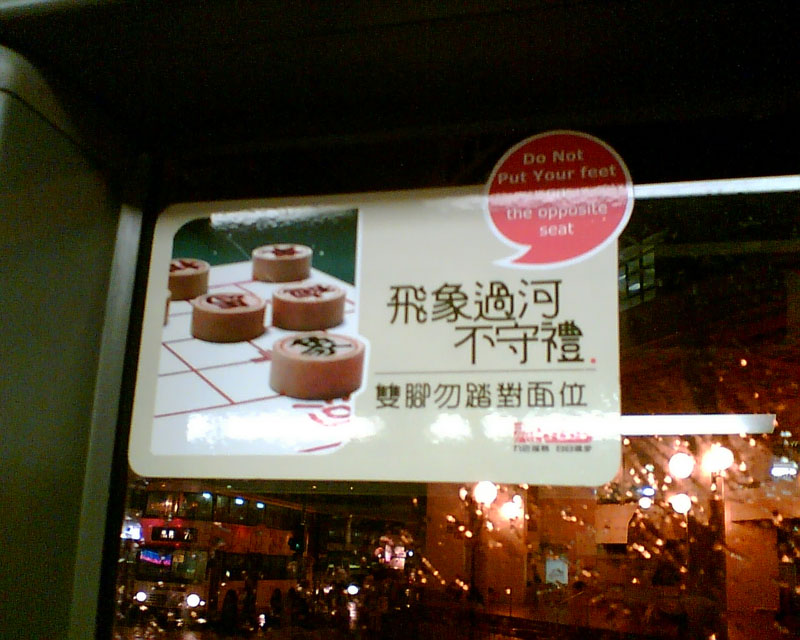 Do Not
Put Your feet
the opposite
seat
飛象過河
不守禮.
雙腳勿踏對面位